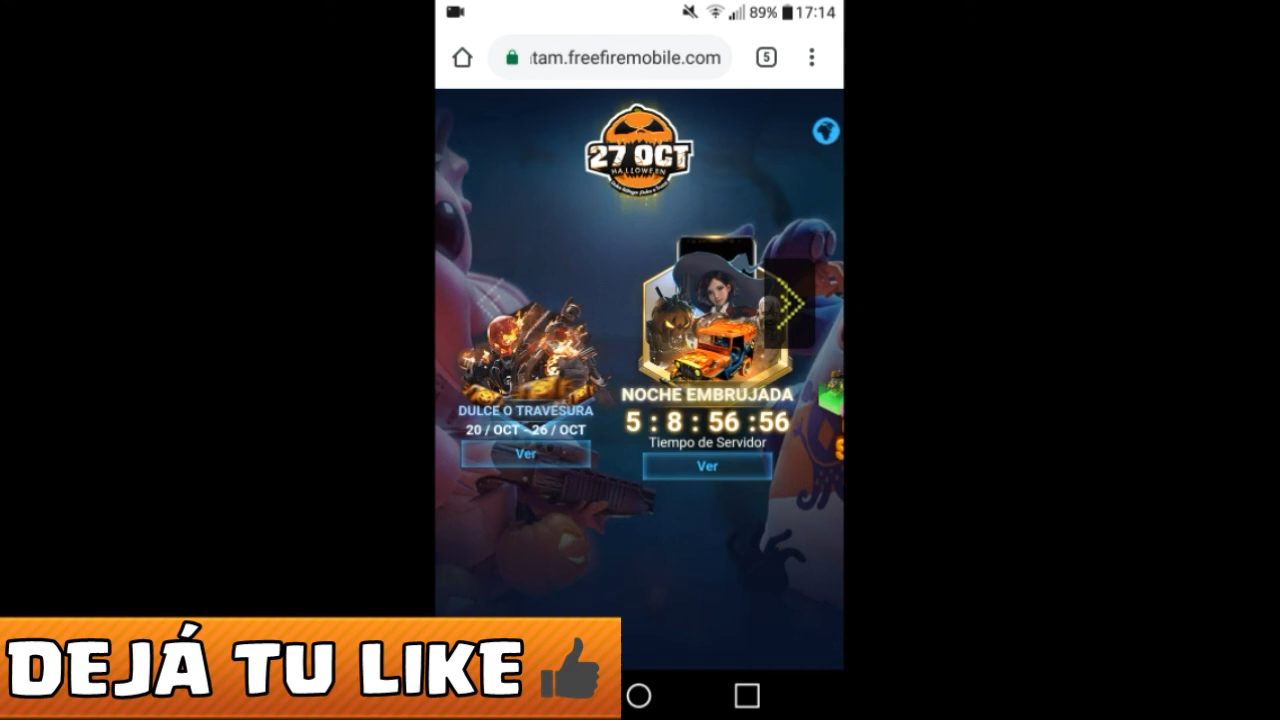 89% 17:14
tam.freefiremobile.com
5
27 OCT
HALLOWEEN
DULCE O TRAVESURA
20 / OCT - 26 / OCT
Ver
NOCHE EMBRUJADA
5 : 8 : 56 :56
Tiempo de Servidor
Ver
DEJÁ TU LIKE